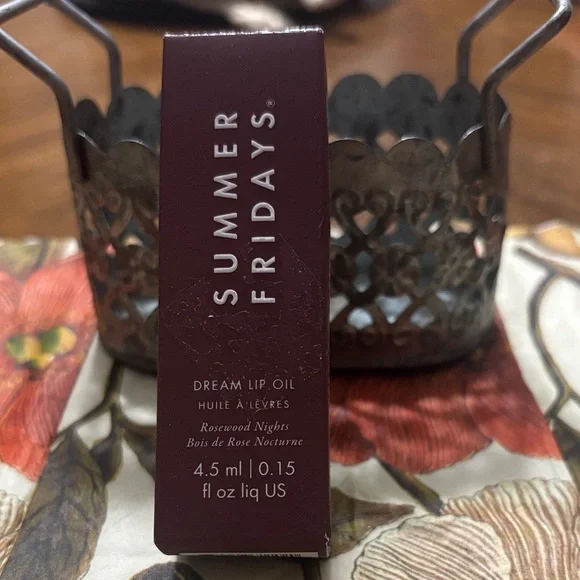 SUMMER
FRIDAYS®
DREAM LIP OIL
HUILE À LÈVRES
Rosewood Nights
Bois de Rose Nocturne
4.5 ml | 0.15
fl oz liq US